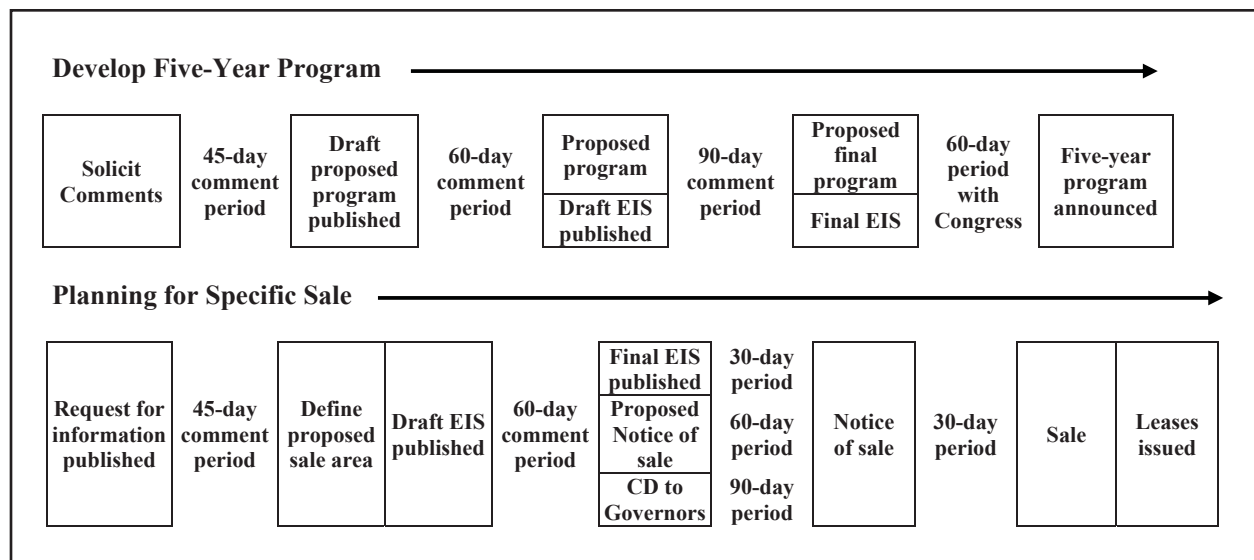 Develop Five-Year Program
Solicit
Comments
45-day
comment
period
Draft
proposed
program
published
60-day
comment
period
Proposed
program
Draft EIS
published
90-day
comment
period
Proposed
final
program
Final EIS
60-day
period
with
Congress
Five-year
program
announced
Planning for Specific Sale
Request for
information
published
45-day
comment
period
Define
proposed
sale area
Draft EIS
published
60-day
comment
period
Final EIS
published
Proposed
Notice of
sale
CD to
Governors
30-day
period
60-day
period
90-day
period
Notice
of sale
30-day
period
Sale
Leases
issued